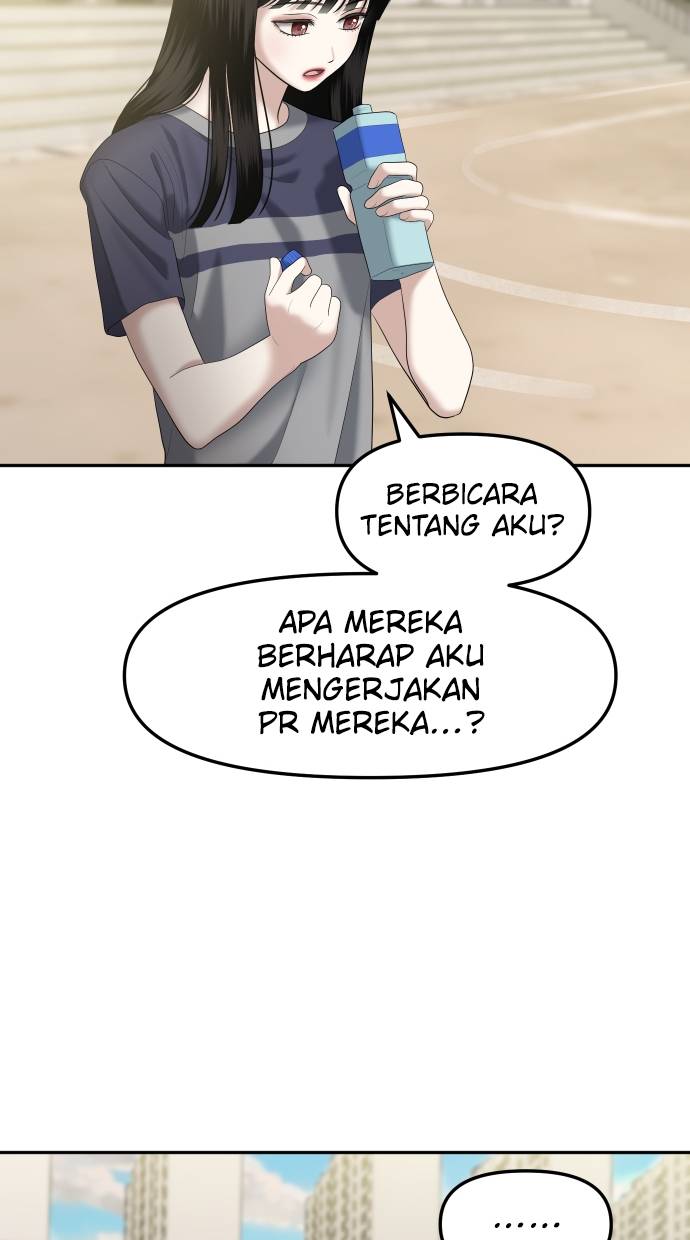 BERBICARA
TENTANG AKU?
APA MEREKA
BERHARAP AKU
MENGERJAKAN
PR MEREKA...?
......